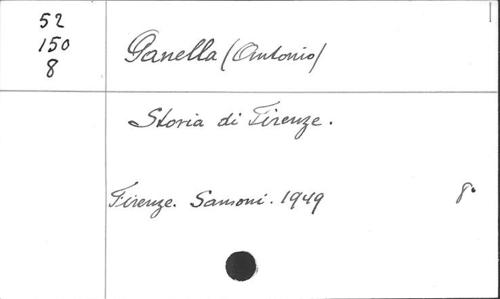 52
150
8
Panella (Antonio)
Storia di Firenze.
Firenze. Sansoni. 1949 8°